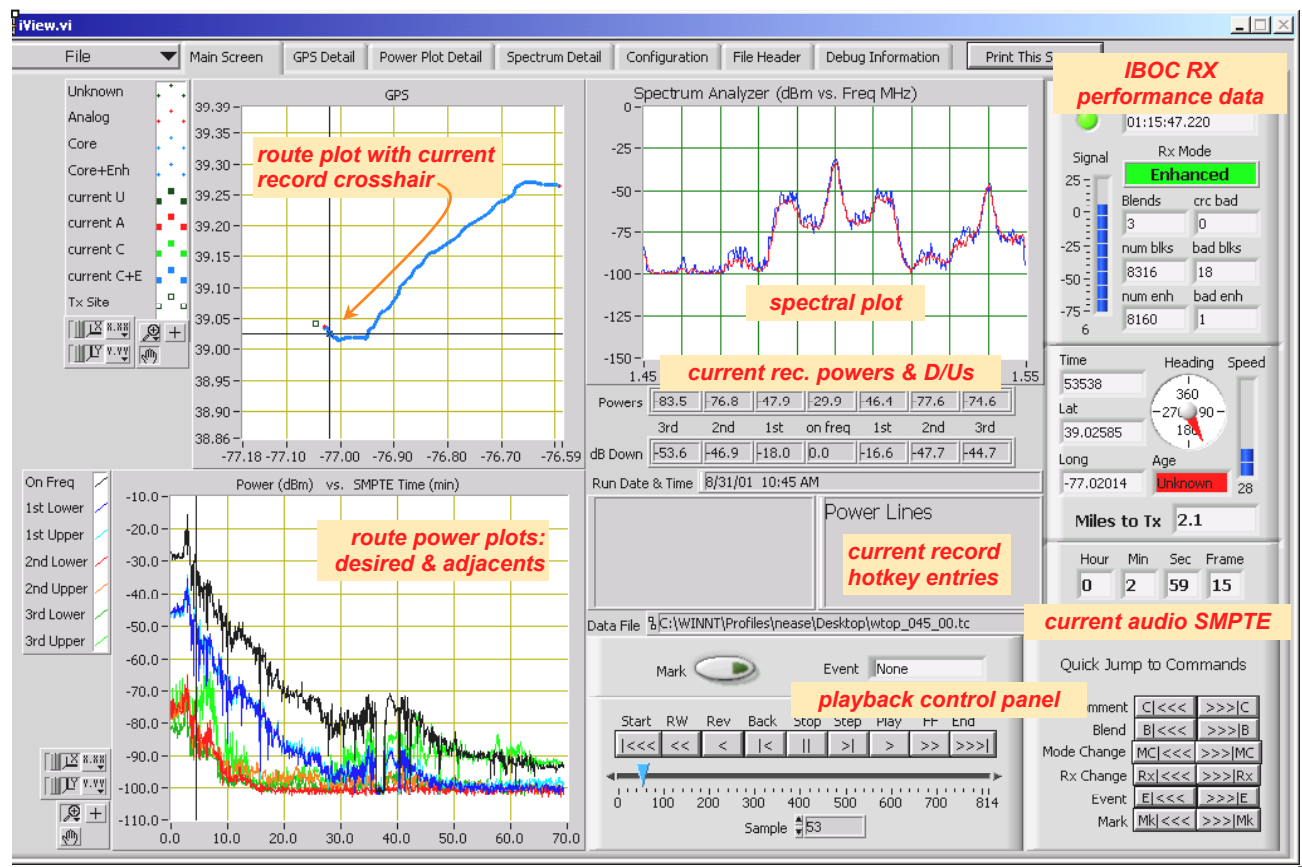 iView.vi
File
Main Screen
GPS Detail
Power Plot Detail
Spectrum Detail
Configuration
File Header
Debug Information
Print This S
Unknown
Analog
Core
Core+Enh
current U
current A
current C
current C+E
Tx Site
X.XX
Y.YY
GPS
39.39
39.35
39.30
39.25
39.20
39.15
39.10
39.05
39.00
38.95
38.90
38.86
-77.18 -77.10 -77.00 -76.90 -76.80 -76.70 -76.59
route plot with current
record crosshair
Spectrum Analyzer (dBm vs. Freq MHz)
0
-25
-50
-75
-100
-150
1.45
1.55
spectral plot
current rec. powers & D/Us
Powers -83.5 -76.8 -47.9 -29.9 -46.4 -77.6 -74.6
3rd 2nd 1st on freq 1st 2nd 3rd
dB Down -53.6 -46.9 -18.0 0.0 -16.6 -47.7 -44.7
Run Date & Time 8/31/01 10:45 AM
Power Lines
current record
hotkey entries
Data File C:\WINNT\Profiles\nease\Desktop\wtop_045_00.tc
IBOC RX
performance data
01:15:47.220
Signal
25
0
-25
-50
-75
6
Rx Mode
Enhanced
Blends crc bad
3 0
num blks bad blks
8316 18
num enh bad enh
8160 1
Time
53538
Lat
39.02585
Long
-77.02014
Heading
360
-270 90-
180
Speed
28
Age
Unknown
Miles to Tx 2.1
Hour Min Sec Frame
0 2 59 15
current audio SMPTE
On Freq
1st Lower
1st Upper
2nd Lower
2nd Upper
3rd Lower
3rd Upper
X.XX
Y.YY
Power (dBm) vs. SMPTE Time (min)
-10.0
-20.0
-30.0
-40.0
-50.0
-60.0
-70.0
-80.0
-90.0
-100.0
-110.0
0.0 10.0 20.0 30.0 40.0 50.0 60.0 70.0
route power plots:
desired & adjacents
Mark
Event None
playback control panel
Start RW Rev Back Stop Step Play FF End
|<<< << < |< || >| > >> >>>|
0 100 200 300 400 500 600 700 814
Sample 53
Quick Jump to Commands
omment C|<<< >>>|C
Blend B|<<< >>>|B
Mode Change MC|<<< >>>|MC
Rx Change Rx|<<< >>>|Rx
Event E|<<< >>>|E
Mark Mk|<<< >>>|Mk